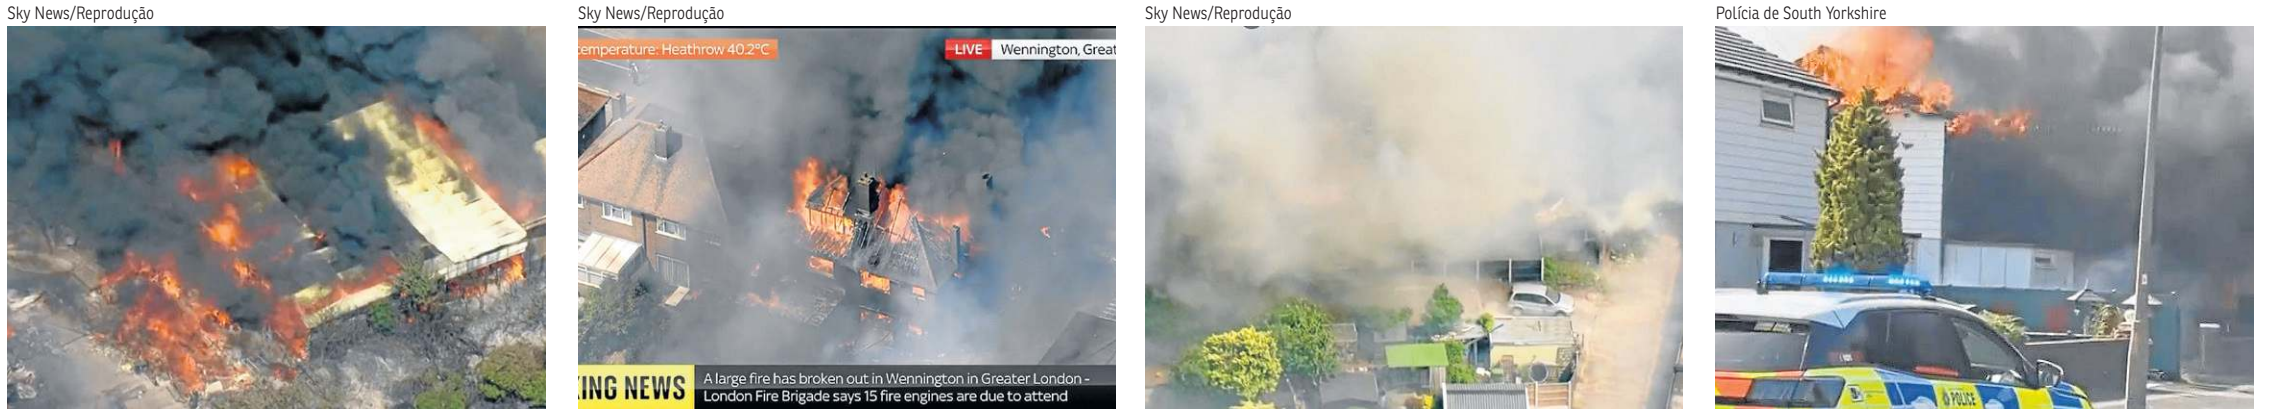 Sky News/Reprodução
Sky News/Reprodução
Sky News/Reprodução
Polícia de South Yorkshire
temperature: Heathrow 40.2°C
LIVE Wennington, Great
KING NEWS
A large fire has broken out in Wennington in Greater London -
London Fire Brigade says 15 fire engines are due to attend
POLICE